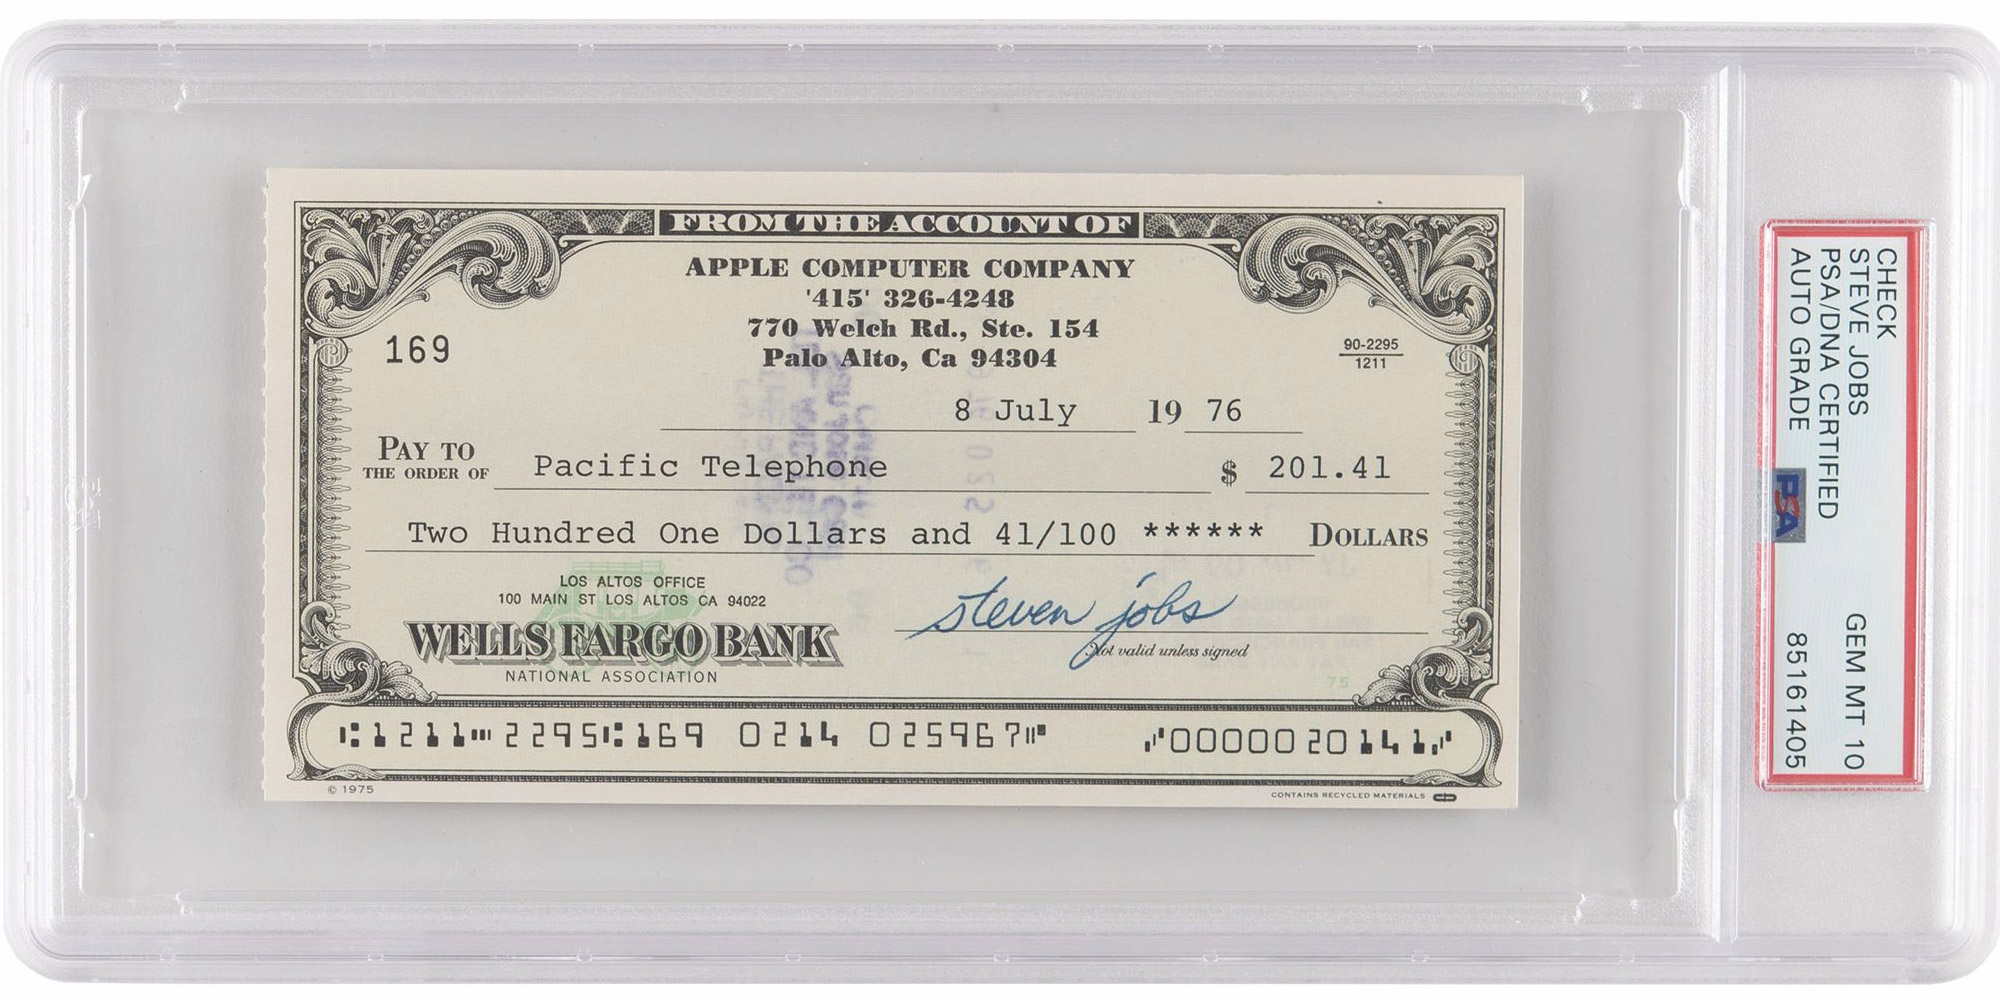 FROM THE ACCOUNT OF
APPLE COMPUTER COMPANY
'415' 326-4248
770 Welch Rd., Ste. 154
Palo Alto, Ca 94304
169
90-2295
1211
8 July 19 76
PAY TO
THE ORDER OF Pacific Telephone $ 201.41
Two Hundred One Dollars and 41/100 ****** DOLLARS
LOS ALTOS OFFICE
100 MAIN ST LOS ALTOS CA 94022
WELLS FARGO BANK
NATIONAL ASSOCIATION
steven jobs
Not valid unless signed
75
⑆1211⑉2295⑆169 0214 025967⑈ ⑇0000020141⑇
© 1975
CONTAINS RECYCLED MATERIALS
CHECK
STEVE JOBS
PSA/DNA CERTIFIED GEM MT 10
AUTO GRADE 85161405
PSA